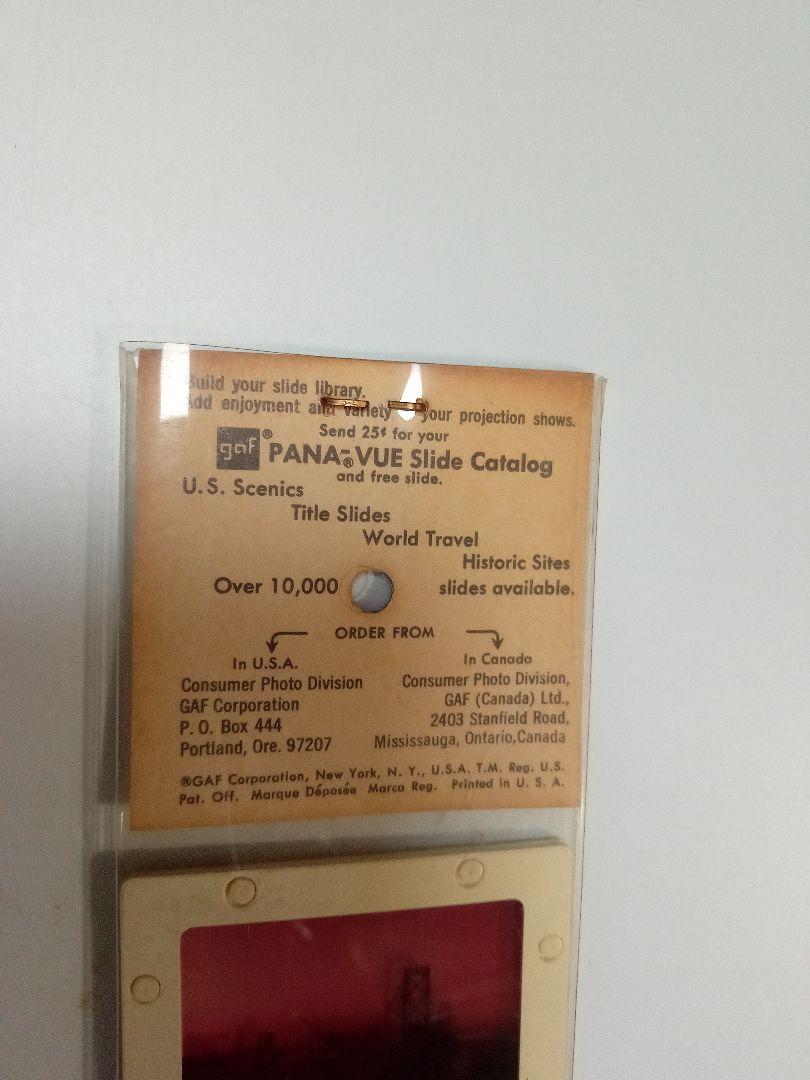 Build your slide library.
Add enjoyment and variety to your projection shows.
Send 25¢ for your
gaf® PANA-VUE® Slide Catalog
and free slide.
U.S. Scenics
Title Slides
World Travel
Historic Sites
Over 10,000 slides available.
ORDER FROM
In U.S.A.
Consumer Photo Division
GAF Corporation
P. O. Box 444
Portland, Ore. 97207
In Canada
Consumer Photo Division,
GAF (Canada) Ltd.,
2403 Stanfield Road,
Mississauga, Ontario,Canada
®GAF Corporation, New York, N. Y., U.S.A. T.M. Reg. U.S.
Pat. Off. Marque Déposée Marca Reg. Printed in U. S. A.